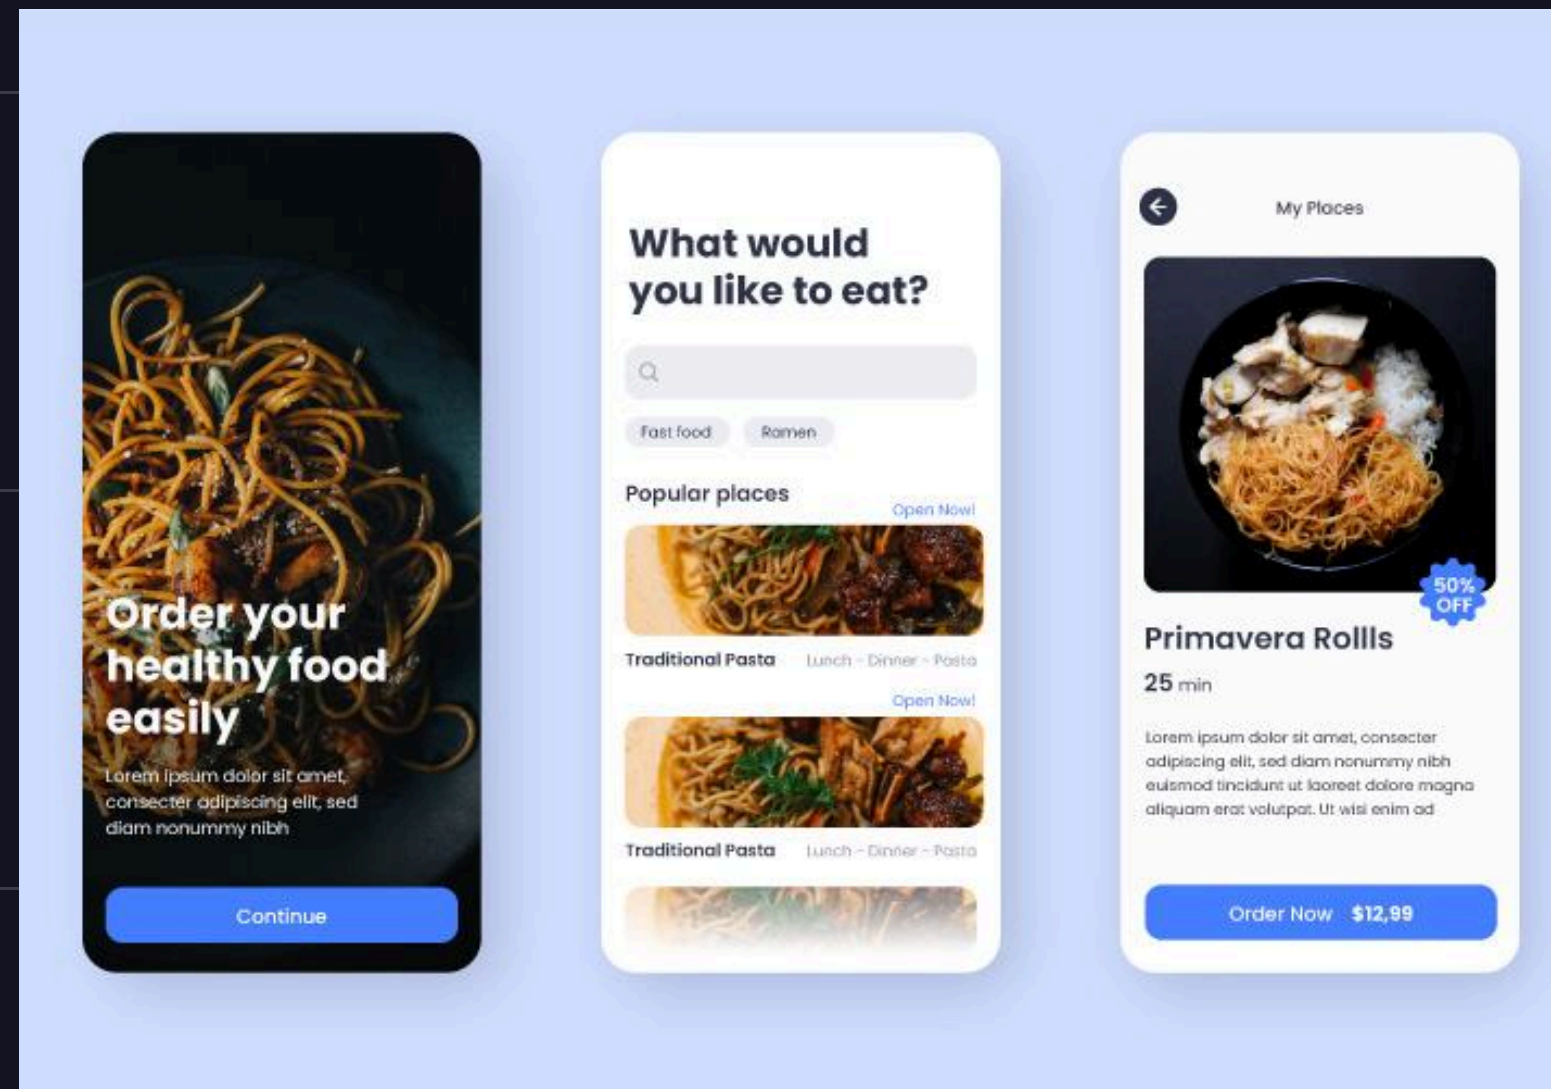 Order your
healthy food
easily
Lorem ipsum dolor sit amet,
consecter adipiscing elit, sed
diam nonummy nibh
Continue
What would
you like to eat?
Fast food
Ramen
Popular places
Open Now!
Traditional Pasta
Lunch - Dinner - Pasta
Open Now!
Traditional Pasta
Lunch - Dinner - Pasta
My Places
50%
OFF
Primavera Rollls
25 min
Lorem ipsum dolor sit amet, consecter
adipiscing elit, sed diam nonummy nibh
euismod tincidunt ut laoreet dolore magna
aliquam erat volutpat. Ut wisi enim ad
Order Now $12,99